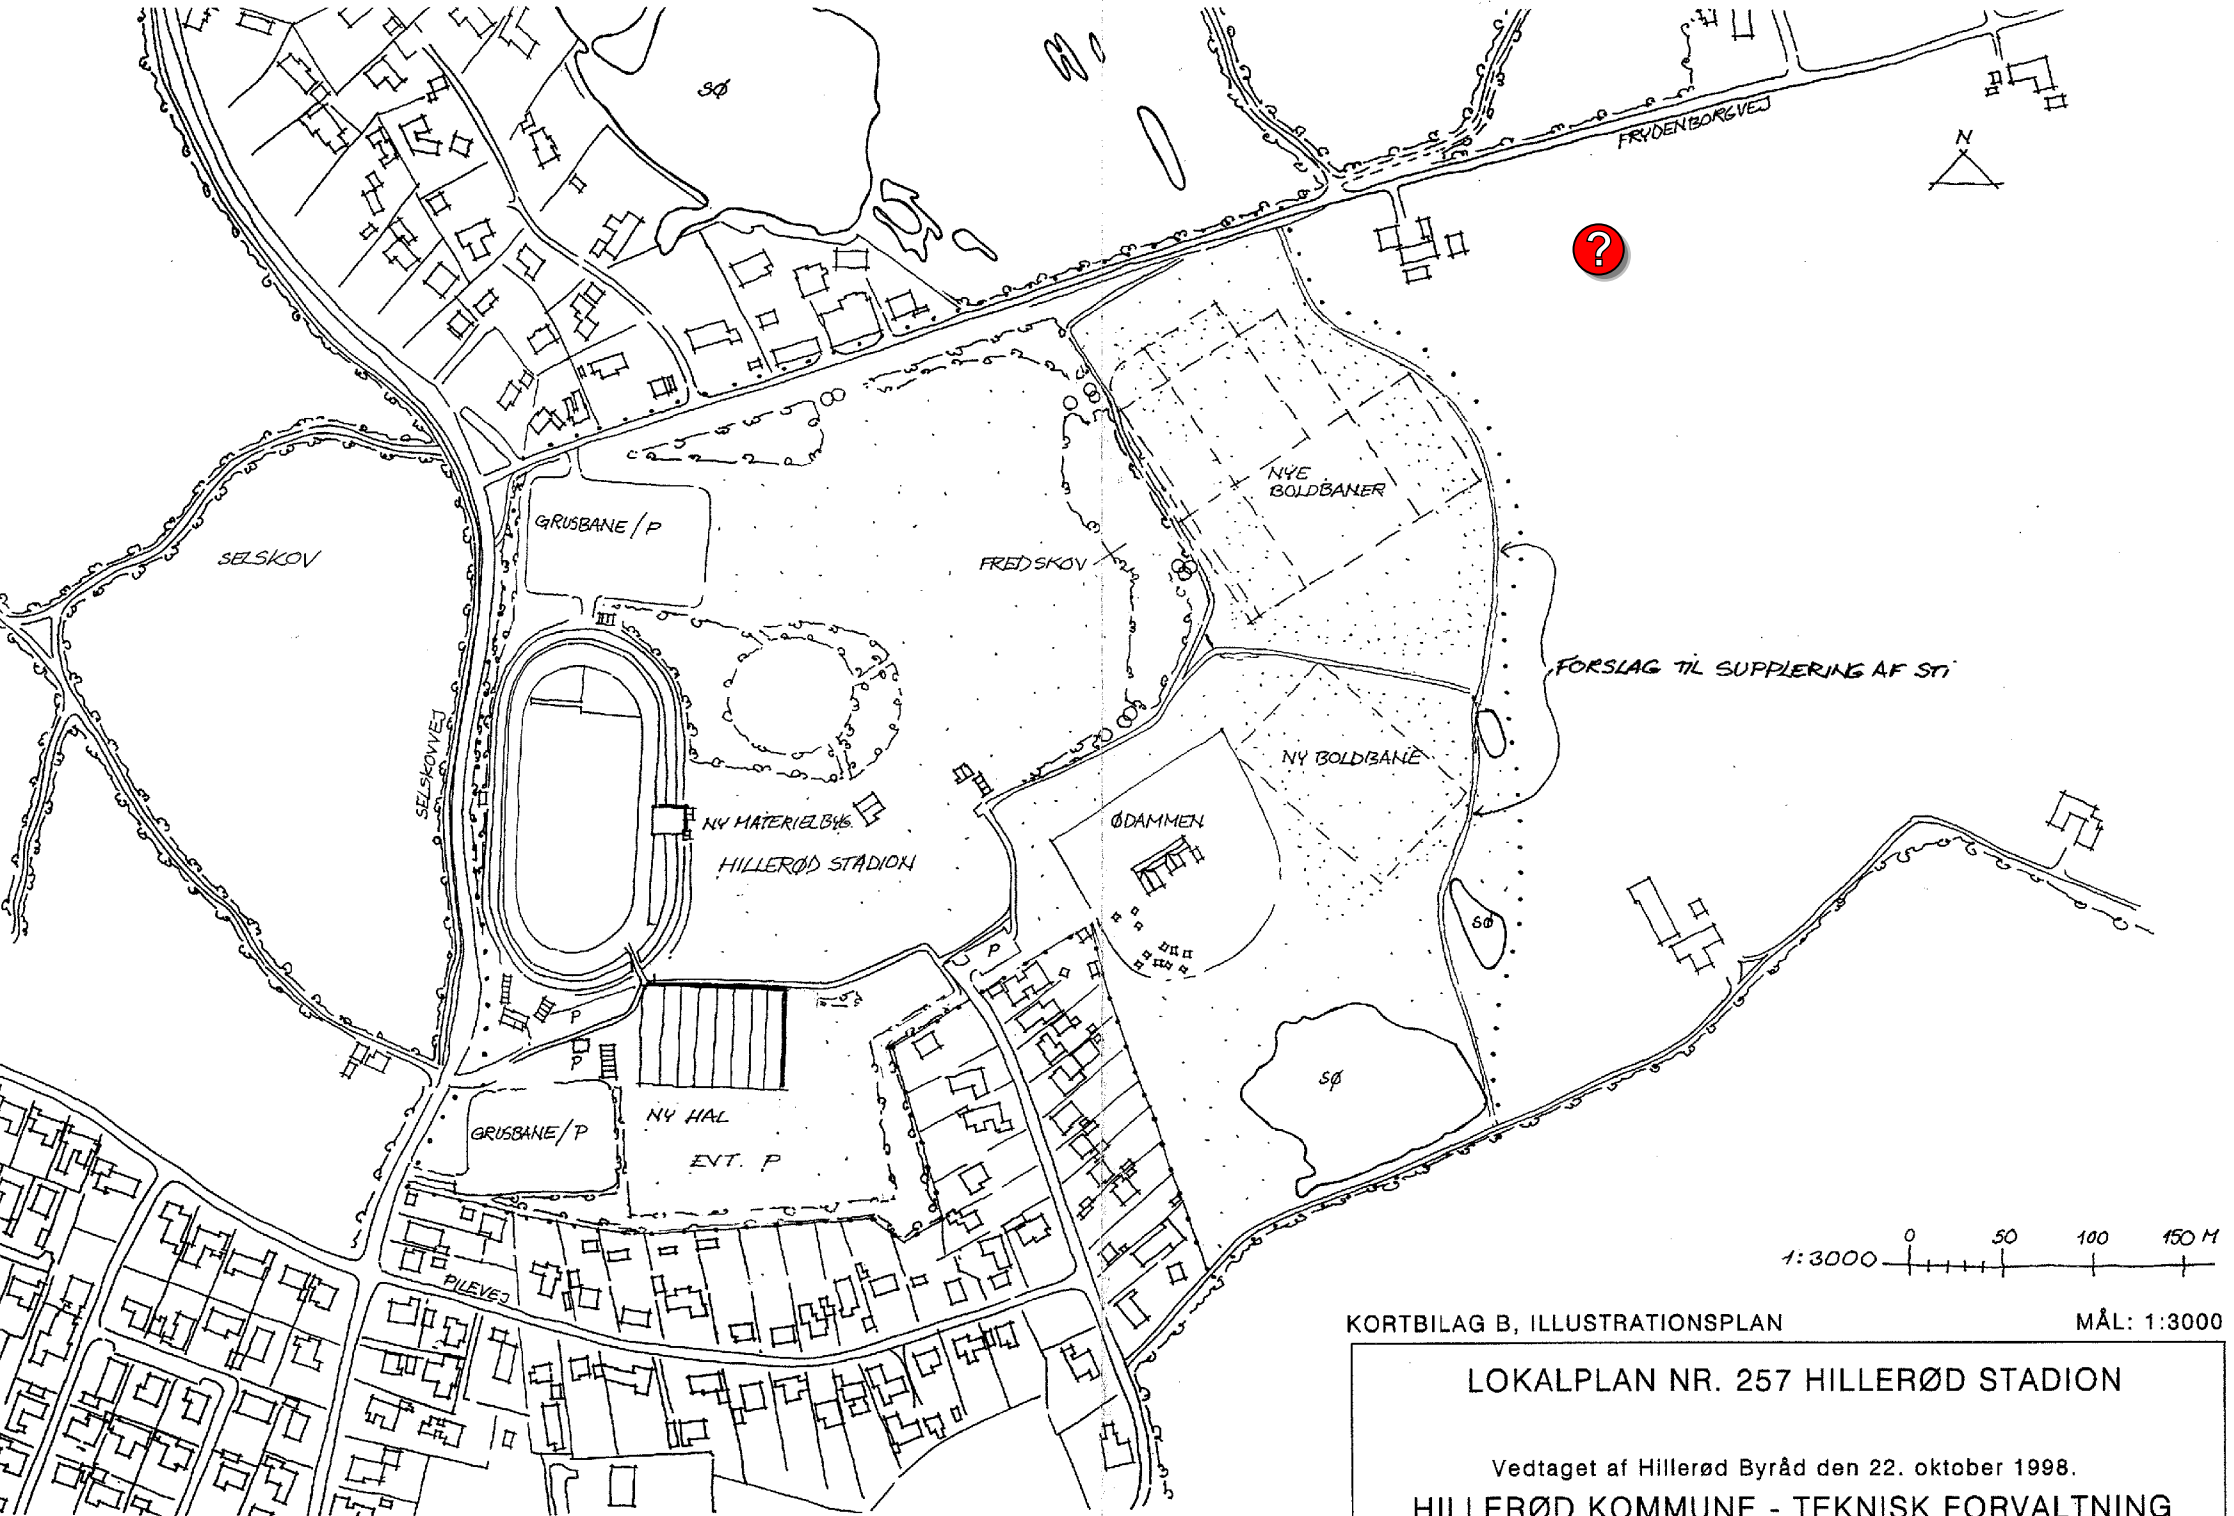 SØ
FRYDENBORGVEJ
N
?
GRUSBANE/P
NYE
BOLDBANER
SELSKOV
FREDSKOV
FORSLAG TIL SUPPLERING AF STI
SELSKOVVEJ
NY BOLDBANE
NY MATERIELBYG.
ØDAMMEN
HILLERØD STADION
SØ
P
P
P
SØ
NY HAL
GRUSBANE/P
EVT. P
PILEVEJ
0 50 100 150 M
1:3000
KORTBILAG B, ILLUSTRATIONSPLAN MÅL: 1:3000
LOKALPLAN NR. 257 HILLERØD STADION
Vedtaget af Hillerød Byråd den 22. oktober 1998.
HILLERØD KOMMUNE - TEKNISK FORVALTNING